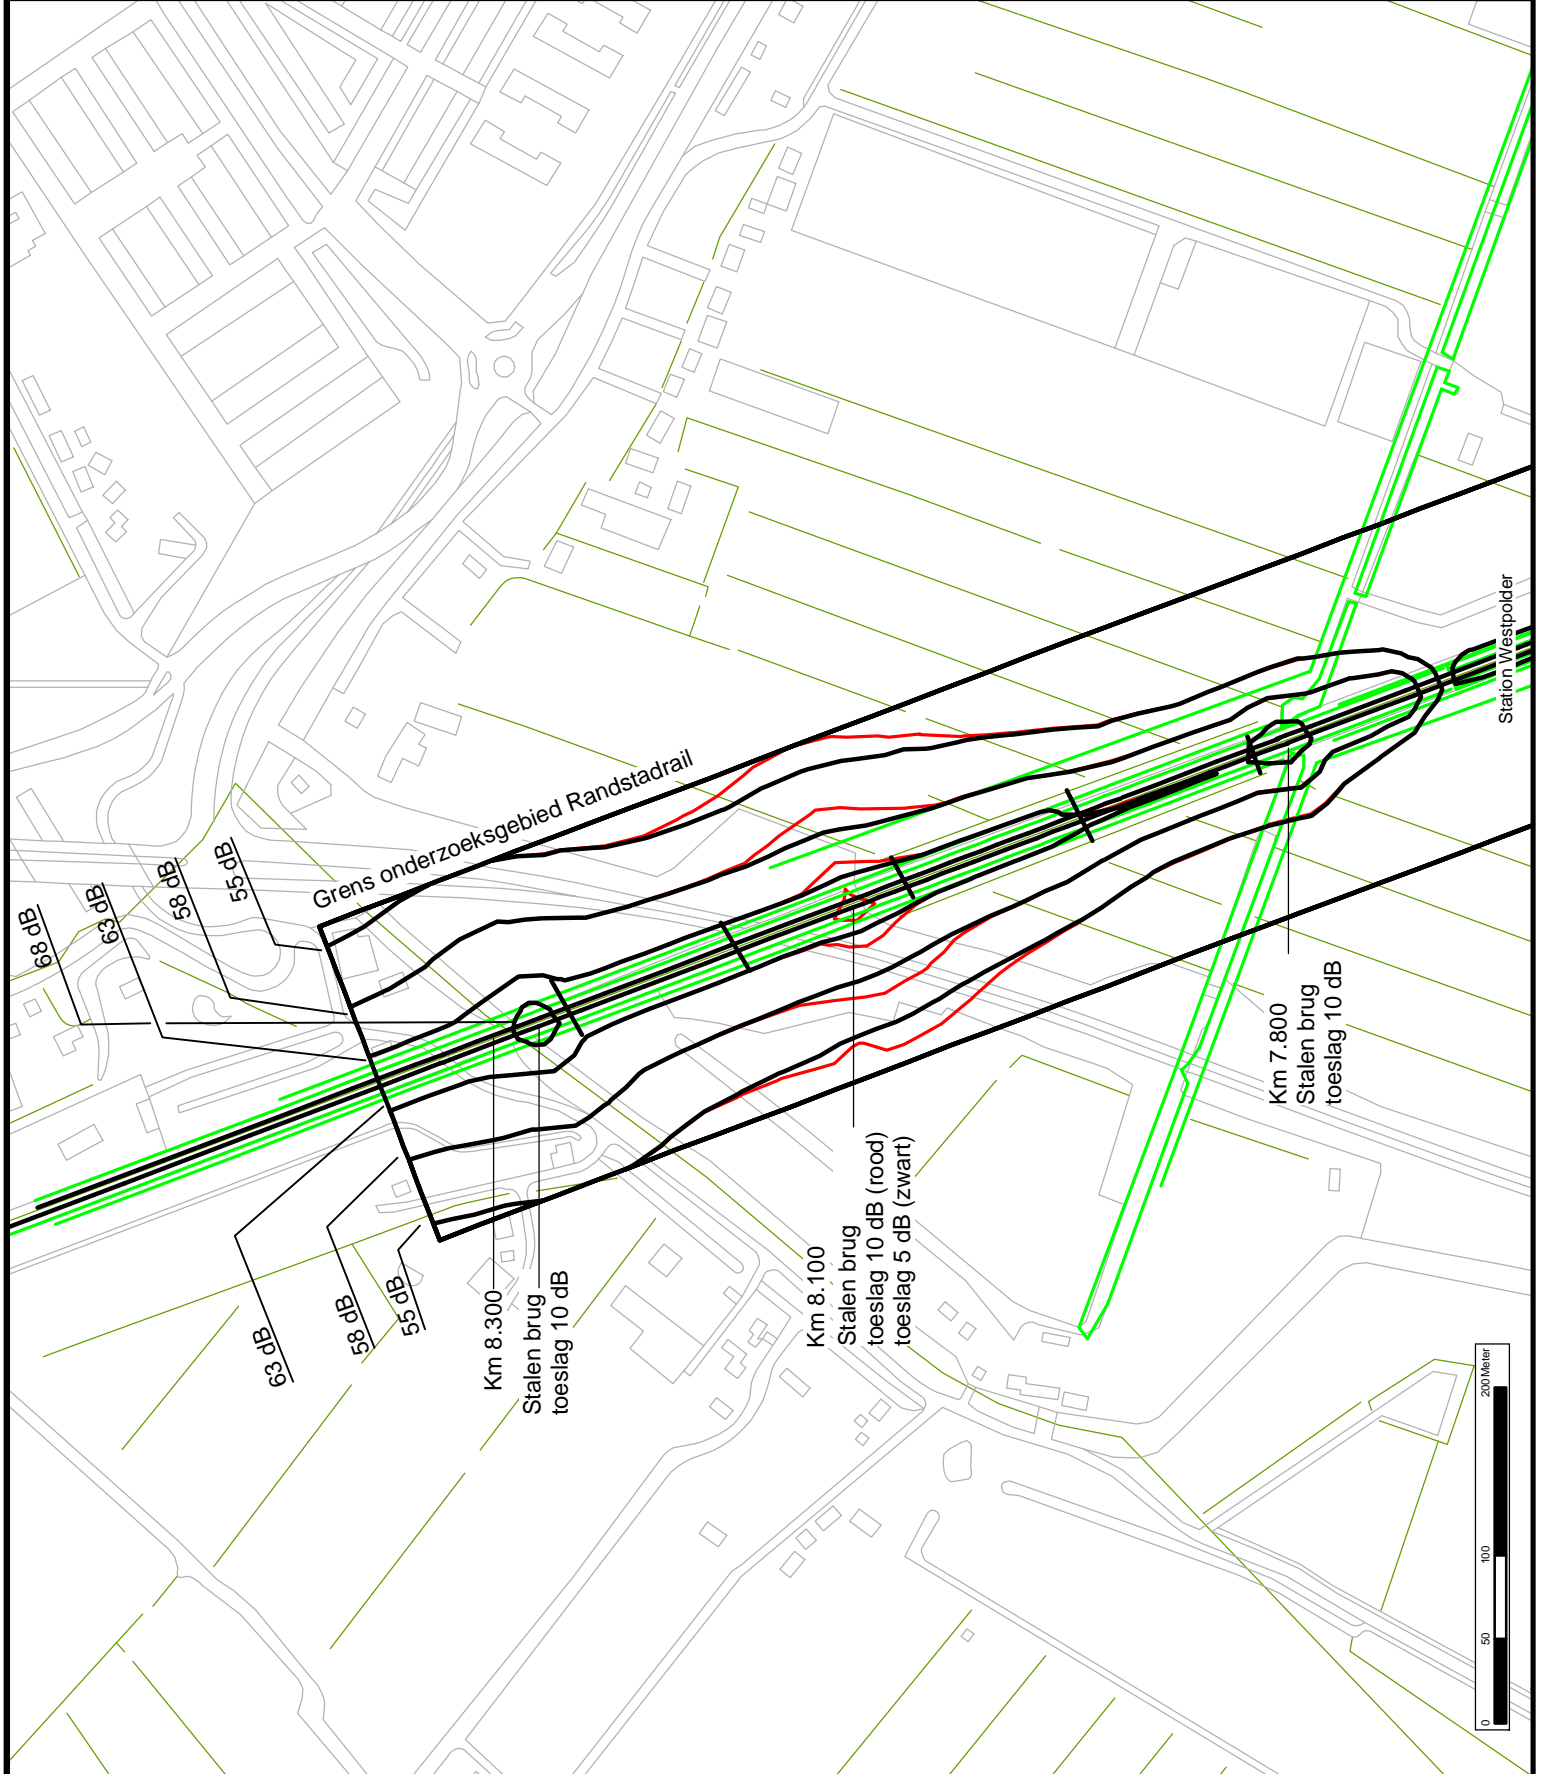 68 dB
63 dB
58 dB
55 dB
Grens onderzoeksgebied Randstadrail
63 dB
58 dB
55 dB
Km 8.300
Stalen brug
toeslag 10 dB
Km 8.100
Stalen brug
toeslag 10 dB (rood)
toeslag 5 dB (zwart)
Km 7.800
Stalen brug
toeslag 10 dB
Station Westpolder
0 50 100 200 Meter